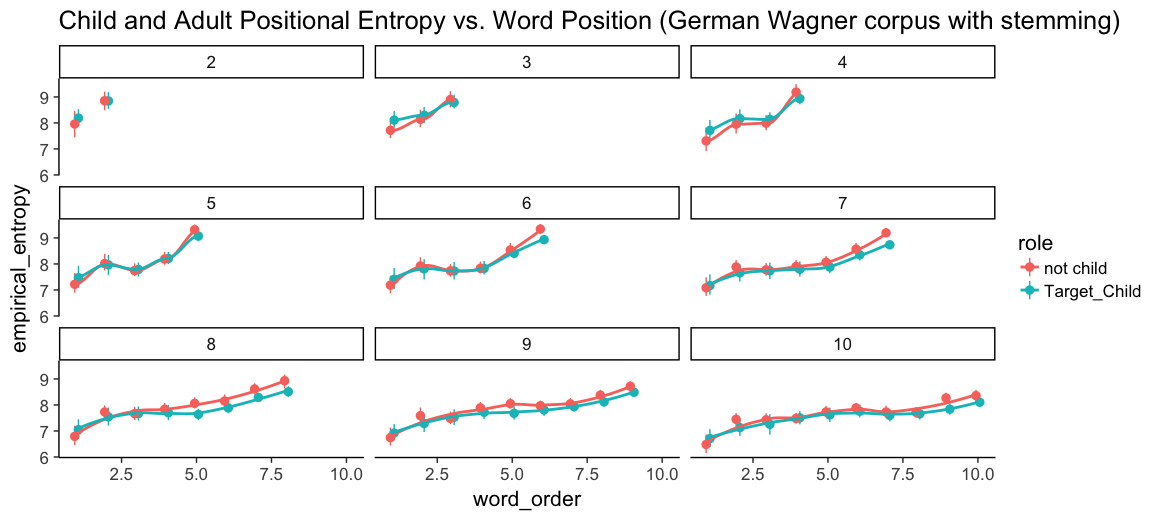 Child and Adult Positional Entropy vs. Word Position (German Wagner corpus with stemming)
2 3 4
9
8
7
6
5 6 7
9
8
7
6
8 9 10
9
8
7
6
2.5 5.0 7.5 10.0 2.5 5.0 7.5 10.0 2.5 5.0 7.5 10.0
word_order
empirical_entropy
role
not child
Target_Child